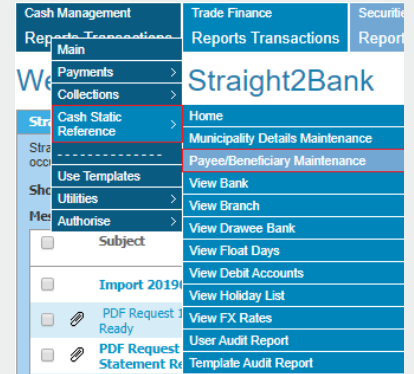 Cash Management
Trade Finance
Securitie
Reports Transactions
Reports Transactions
Report
Main
We
Straight2Bank
Payments >
Collections >
Cash Static Reference >
Home
Stra
Municipality Details Maintenance
Stra
- - - - - - - - - - - - - -
Payee/Beneficiary Maintenance
occ
Use Templates
View Bank
Sho
Utilities >
View Branch
Mes
Authorise >
View Drawee Bank
Subject
View Float Days
Import 2019
View Debit Accounts
View Holiday List
PDF Request 1
Ready
View FX Rates
User Audit Report
PDF Request
Statement Re
Template Audit Report